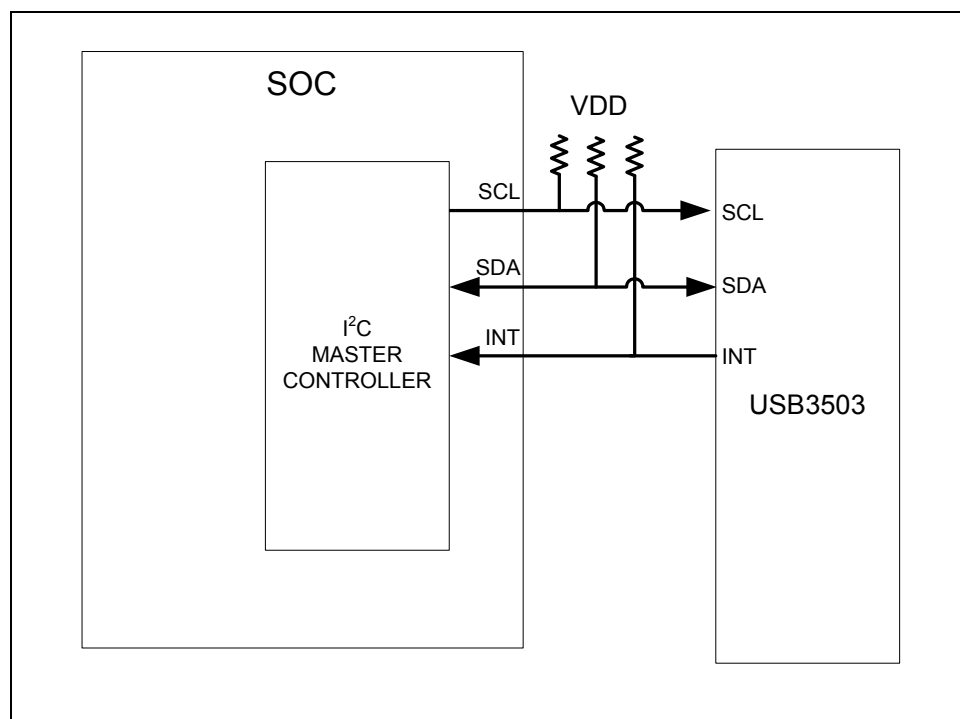 SOC
VDD
SCL
SCL
SDA
SDA
I²C
MASTER
CONTROLLER
INT
INT
USB3503